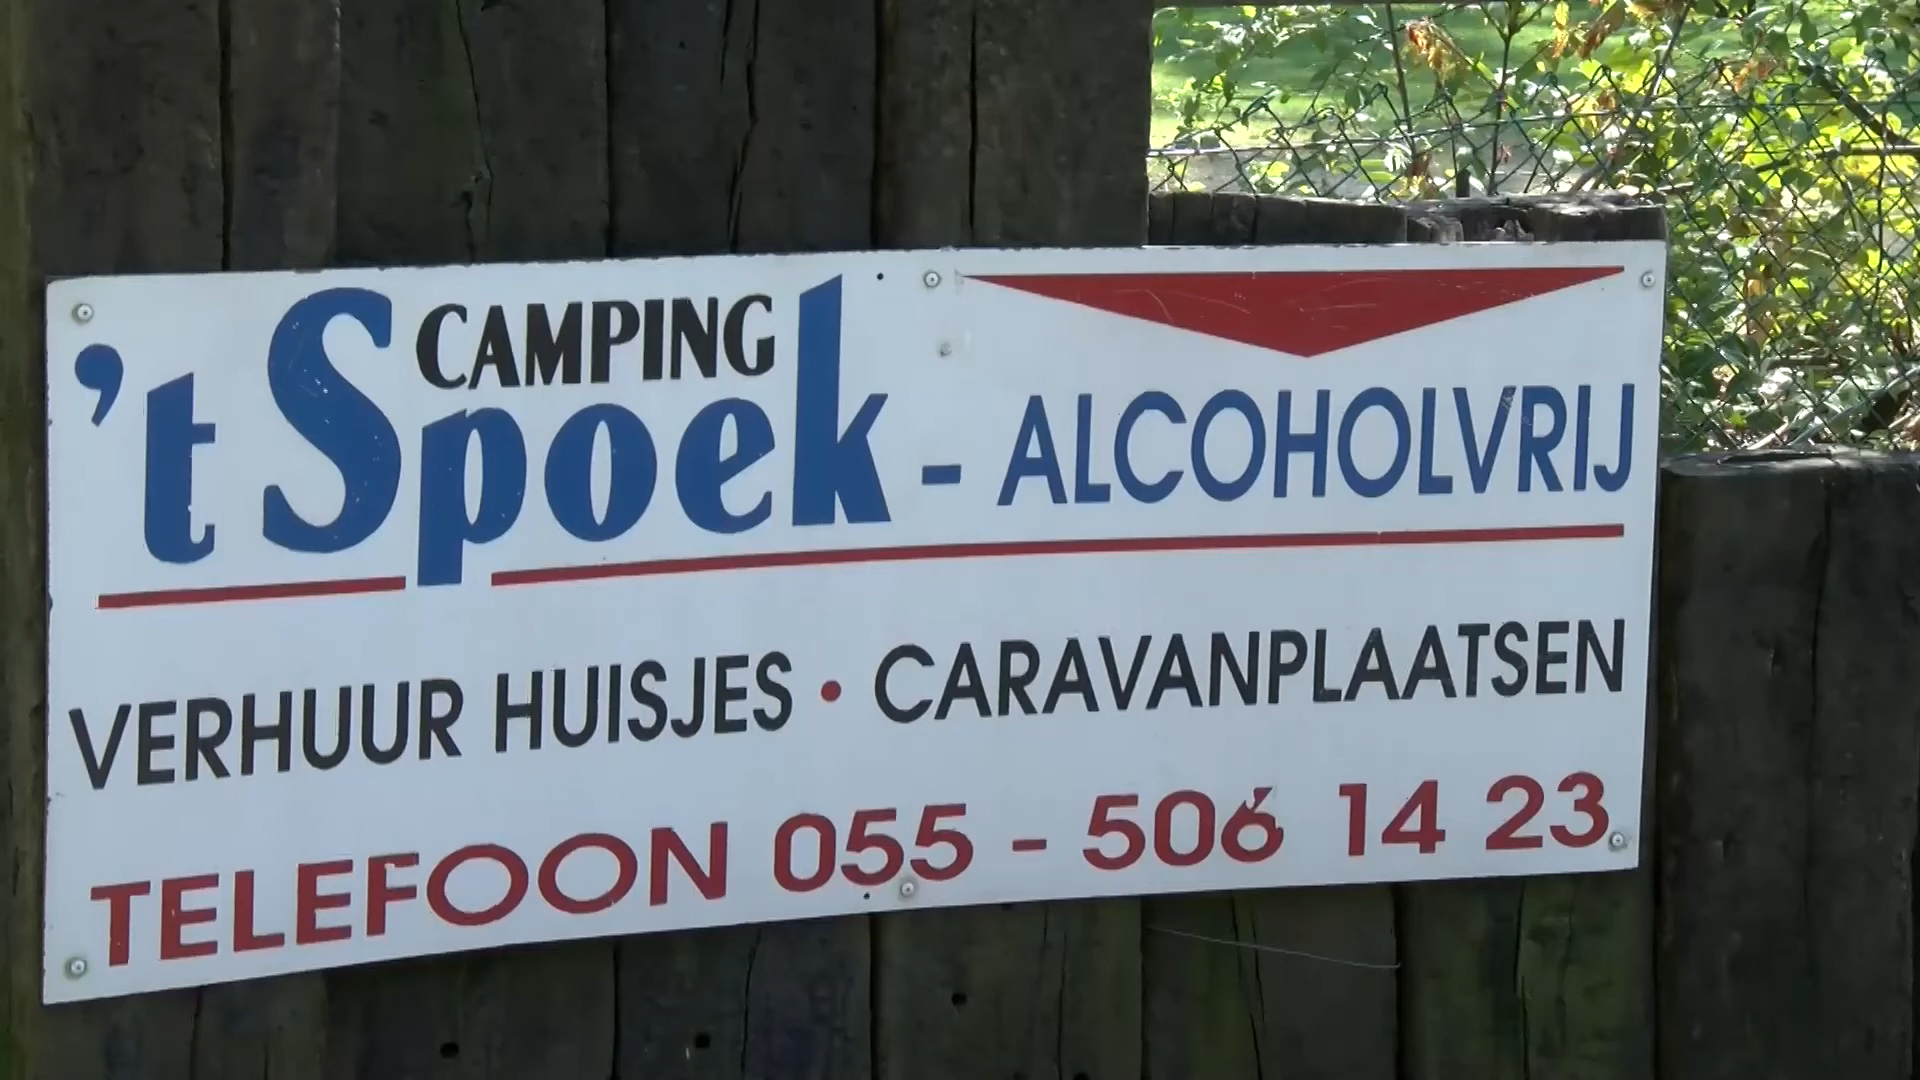 CAMPING
't Spoek - ALCOHOLVRIJ
VERHUUR HUISJES • CARAVANPLAATSEN
TELEFOON 055 - 506 14 23